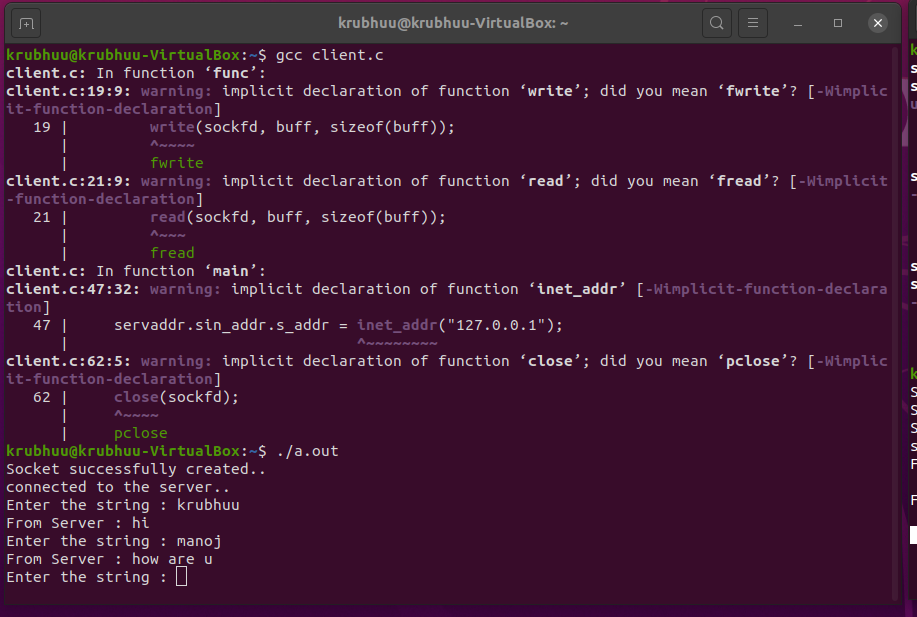 krubhuu@krubhuu-VirtualBox: ~
krubhuu@krubhuu-VirtualBox:~$ gcc client.c
client.c: In function ‘func’:
client.c:19:9: warning: implicit declaration of function ‘write’; did you mean ‘fwrite’? [-Wimplic
it-function-declaration]
   19 |         write(sockfd, buff, sizeof(buff));
      |         ^~~~~
      |         fwrite
client.c:21:9: warning: implicit declaration of function ‘read’; did you mean ‘fread’? [-Wimplicit
-function-declaration]
   21 |         read(sockfd, buff, sizeof(buff));
      |         ^~~~
      |         fread
client.c: In function ‘main’:
client.c:47:32: warning: implicit declaration of function ‘inet_addr’ [-Wimplicit-function-declara
tion]
   47 |     servaddr.sin_addr.s_addr = inet_addr("127.0.0.1");
      |                                ^~~~~~~~~
client.c:62:5: warning: implicit declaration of function ‘close’; did you mean ‘pclose’? [-Wimplic
it-function-declaration]
   62 |     close(sockfd);
      |     ^~~~~
      |     pclose
krubhuu@krubhuu-VirtualBox:~$ ./a.out
Socket successfully created..
connected to the server..
Enter the string : krubhuu
From Server : hi
Enter the string : manoj
From Server : how are u
Enter the string :